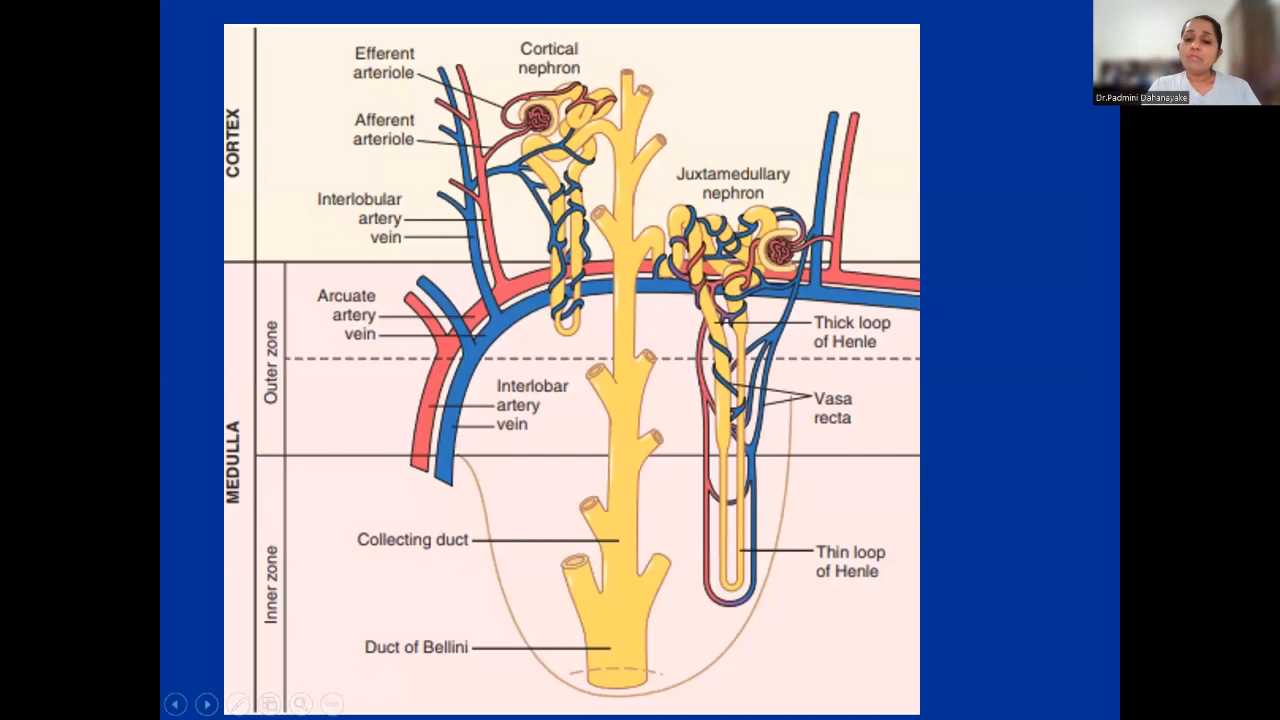 Efferent
arteriole
Cortical
nephron
Afferent
arteriole
CORTEX
Juxtamedullary
nephron
Interlobular
artery
vein
Arcuate
artery
vein
Thick loop
of Henle
Outer zone
Interlobar
artery
vein
Vasa
recta
MEDULLA
Collecting duct
Thin loop
of Henle
Inner zone
Duct of Bellini
Dr.Padmini Dahanayake